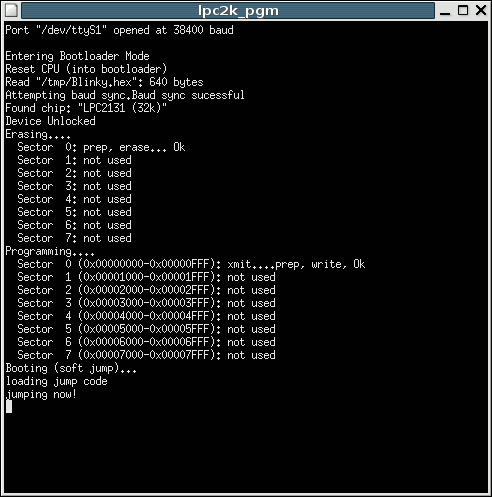 lpc2k_pgm
Port "/dev/ttyS1" opened at 38400 baud
Entering Bootloader Mode
Reset CPU (into bootloader)
Read "/tmp/Blinky.hex": 640 bytes
Attempting baud sync.Baud sync sucessful
Found chip: "LPC2131 (32k)"
Device Unlocked
Erasing....
  Sector  0: prep, erase... Ok
  Sector  1: not used
  Sector  2: not used
  Sector  3: not used
  Sector  4: not used
  Sector  5: not used
  Sector  6: not used
  Sector  7: not used
Programming....
  Sector  0 (0x00000000-0x00000FFF): xmit....prep, write, Ok
  Sector  1 (0x00001000-0x00001FFF): not used
  Sector  2 (0x00002000-0x00002FFF): not used
  Sector  3 (0x00003000-0x00003FFF): not used
  Sector  4 (0x00004000-0x00004FFF): not used
  Sector  5 (0x00005000-0x00005FFF): not used
  Sector  6 (0x00006000-0x00006FFF): not used
  Sector  7 (0x00007000-0x00007FFF): not used
Booting (soft jump)...
loading jump code
jumping now!